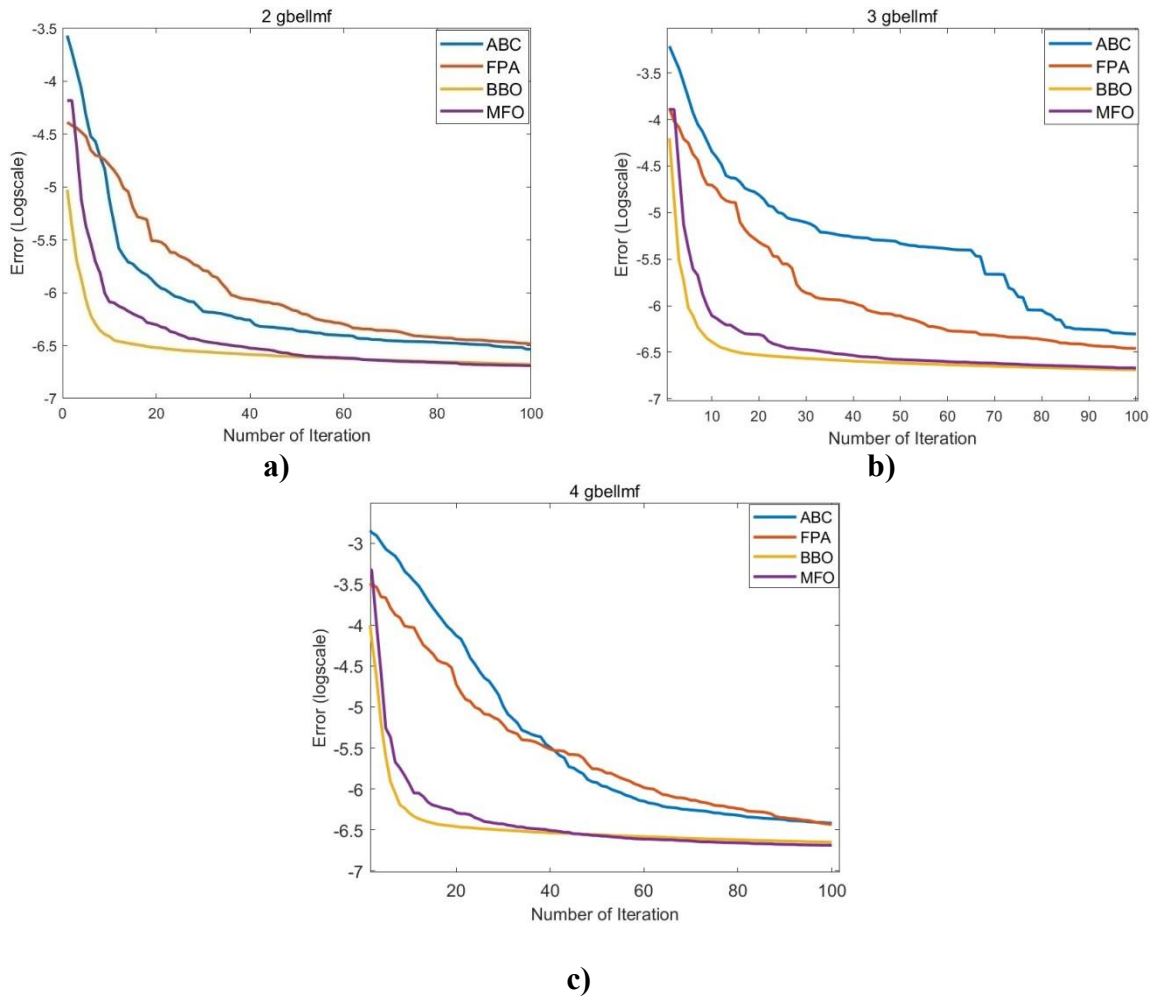 2 gbellmf
Error (Logscale)
-3.5
-4
-4.5
-5
-5.5
-6
-6.5
-7
0 20 40 60 80 100
Number of Iteration
ABC
FPA
BBO
MFO
a)
3 gbellmf
Error (Logscale)
-3.5
-4
-4.5
-5
-5.5
-6
-6.5
-7
10 20 30 40 50 60 70 80 90 100
Number of Iteration
ABC
FPA
BBO
MFO
b)
4 gbellmf
Error (logscale)
-3
-3.5
-4
-4.5
-5
-5.5
-6
-6.5
-7
20 40 60 80 100
Number of Iteration
ABC
FPA
BBO
MFO
c)